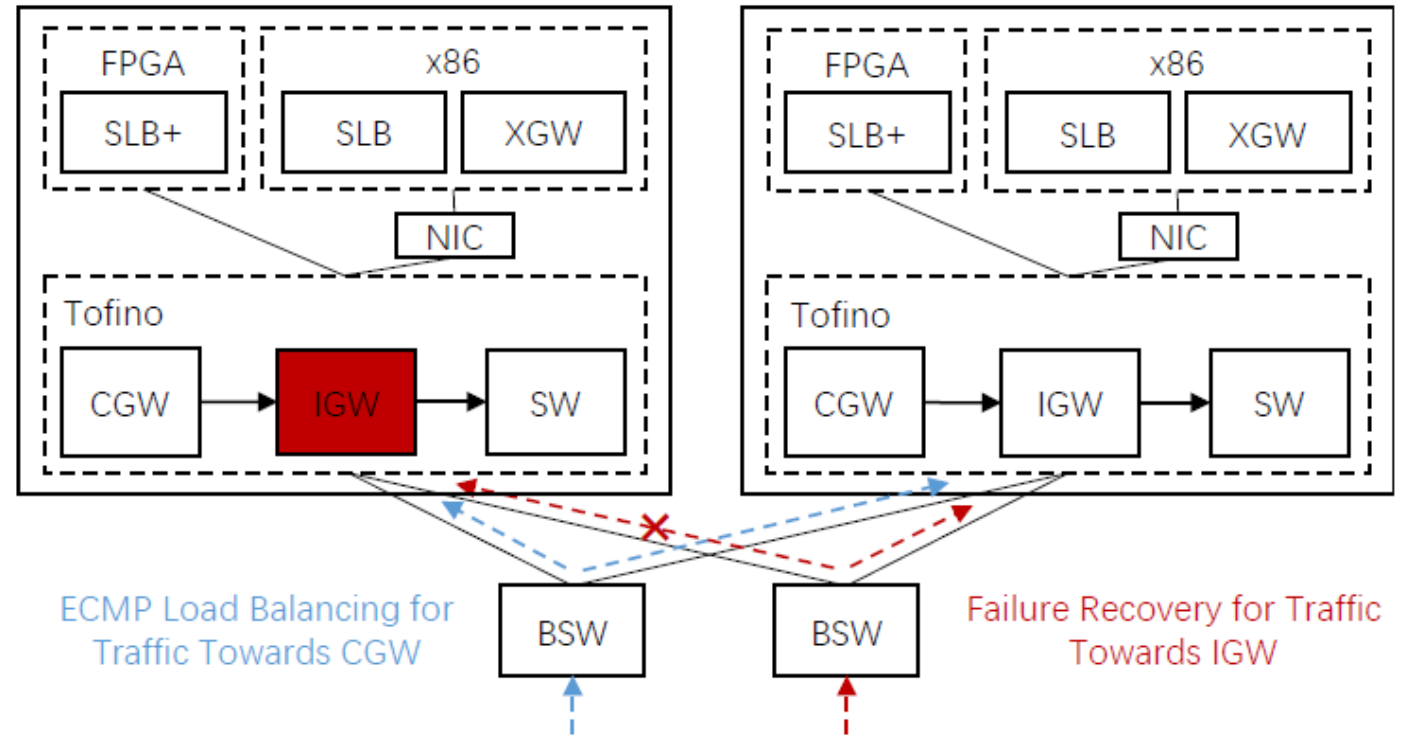 FPGA
x86
SLB+
SLB
XGW
NIC
Tofino
CGW
IGW
SW
FPGA
x86
SLB+
SLB
XGW
NIC
Tofino
CGW
IGW
SW
ECMP Load Balancing for
Traffic Towards CGW
BSW
BSW
Failure Recovery for Traffic
Towards IGW